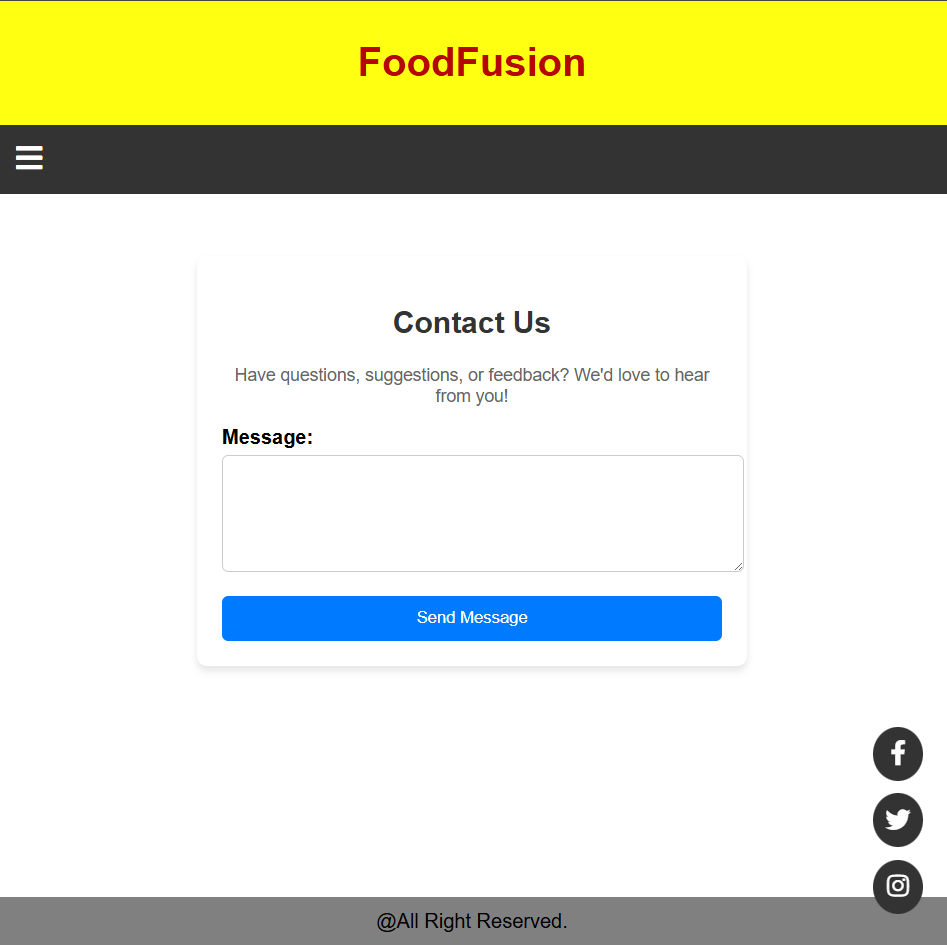 FoodFusion
Contact Us
Have questions, suggestions, or feedback? We'd love to hear
from you!
Message:
Send Message
@All Right Reserved.